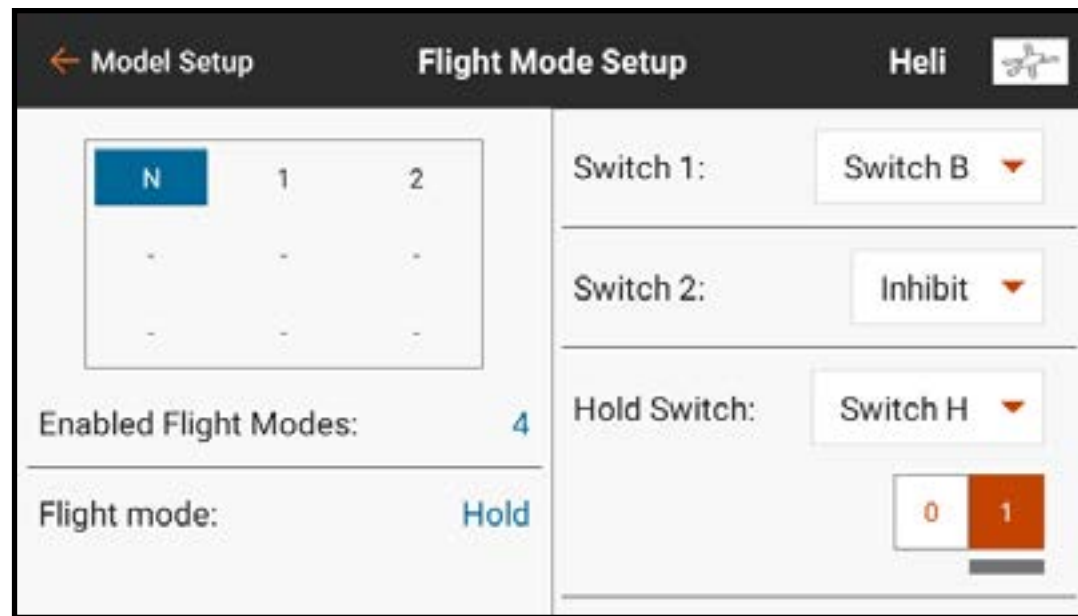 Model Setup
Flight Mode Setup
Heli
N 1 2
- - -
- - -
Enabled Flight Modes: 4
Flight mode: Hold
Switch 1: Switch B
Switch 2: Inhibit
Hold Switch: Switch H
0 1